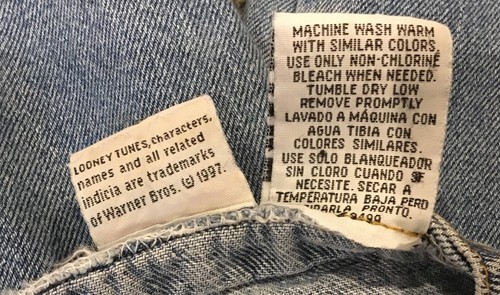 LOONEY TUNES, characters,
names and all related
indicia are trademarks
of Warner Bros. © 1997.
MACHINE WASH WARM
WITH SIMILAR COLORS,
USE ONLY NON-CHLORINE
BLEACH WHEN NEEDED.
TUMBLE DRY LOW
REMOVE PROMPTLY
LAVADO A MÁQUINA CON
AGUA TIBIA CON
COLORES SIMILARES.
USE SÓLO BLANQUEADOR
SIN CLORO CUANDO SE
NECESITE. SECAR A
TEMPÉRATURA BAJA PERO
PRONTO.